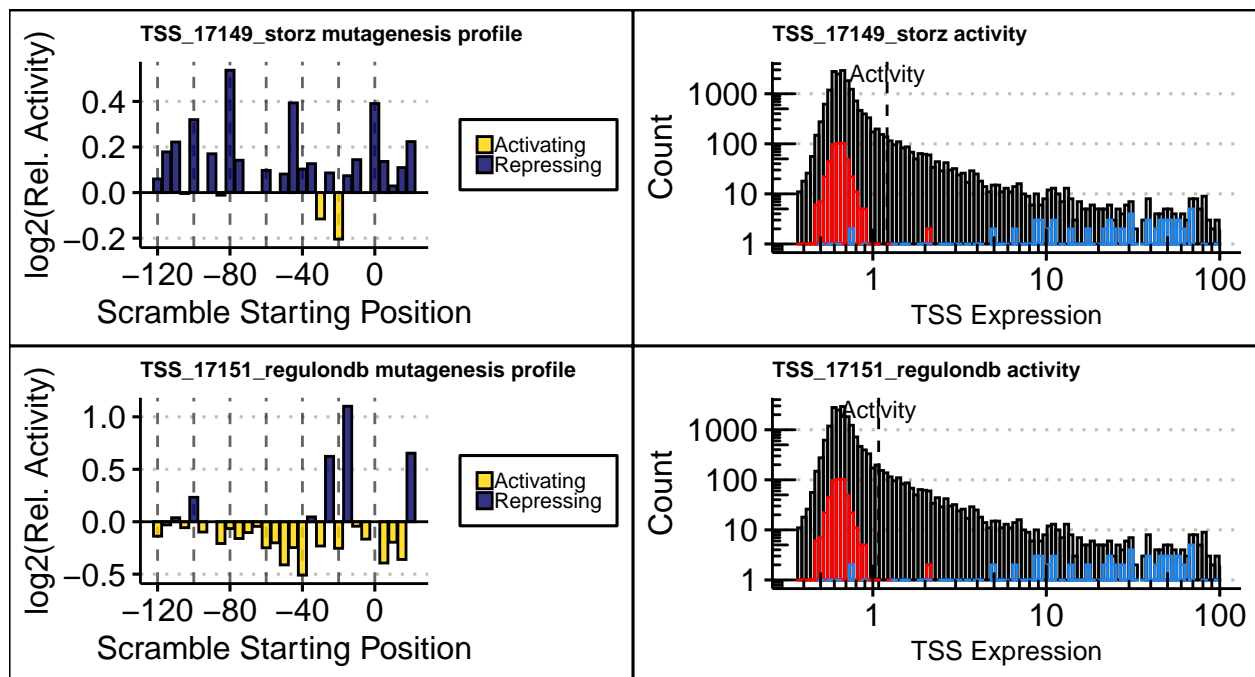 TSS_17149_storz mutagenesis profile
log2(Rel. Activity)
0.4
0.2
0.0
−0.2
−120 −80 −40 0
Scramble Starting Position
Activating
Repressing
TSS_17149_storz activity
Activity
Count
1000
100
10
1
1 10 100
TSS Expression
TSS_17151_regulondb mutagenesis profile
log2(Rel. Activity)
1.0
0.5
0.0
−0.5
−120 −80 −40 0
Scramble Starting Position
Activating
Repressing
TSS_17151_regulondb activity
Activity
Count
1000
100
10
1
1 10 100
TSS Expression